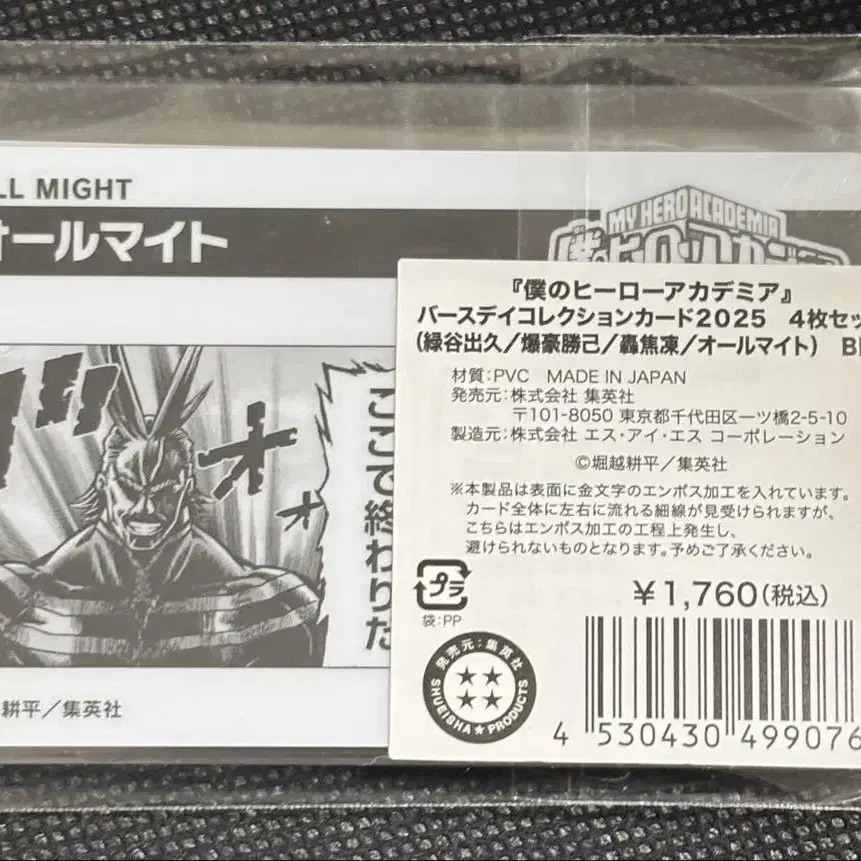 LL MIGHT
オールマイト
MY HERO ACADEMIA
『僕のヒーローアカデミア』
バースデイコレクションカード2025 4枚セッ
(緑谷出久／爆豪勝己／轟焦凍／オールマイト) B
材質:PVC MADE IN JAPAN
発売元:株式会社 集英社
〒101-8050 東京都千代田区一ツ橋2-5-10
製造元:株式会社 エス・アイ・エス コーポレーション
©堀越耕平／集英社
※本製品は表面に金文字のエンボス加工を入れています。
カード全体に左右に流れる細線が見受けられますが、
こちらはエンボス加工の工程上発生し、
避けられないものとなります。予めご了承ください。
プラ
袋:PP
￥1,760(税込)
発売元:集英社
SHUEISHA★PRODUCTS
4 530430 499076
ここで終わりだ
オ
オ
耕平／集英社